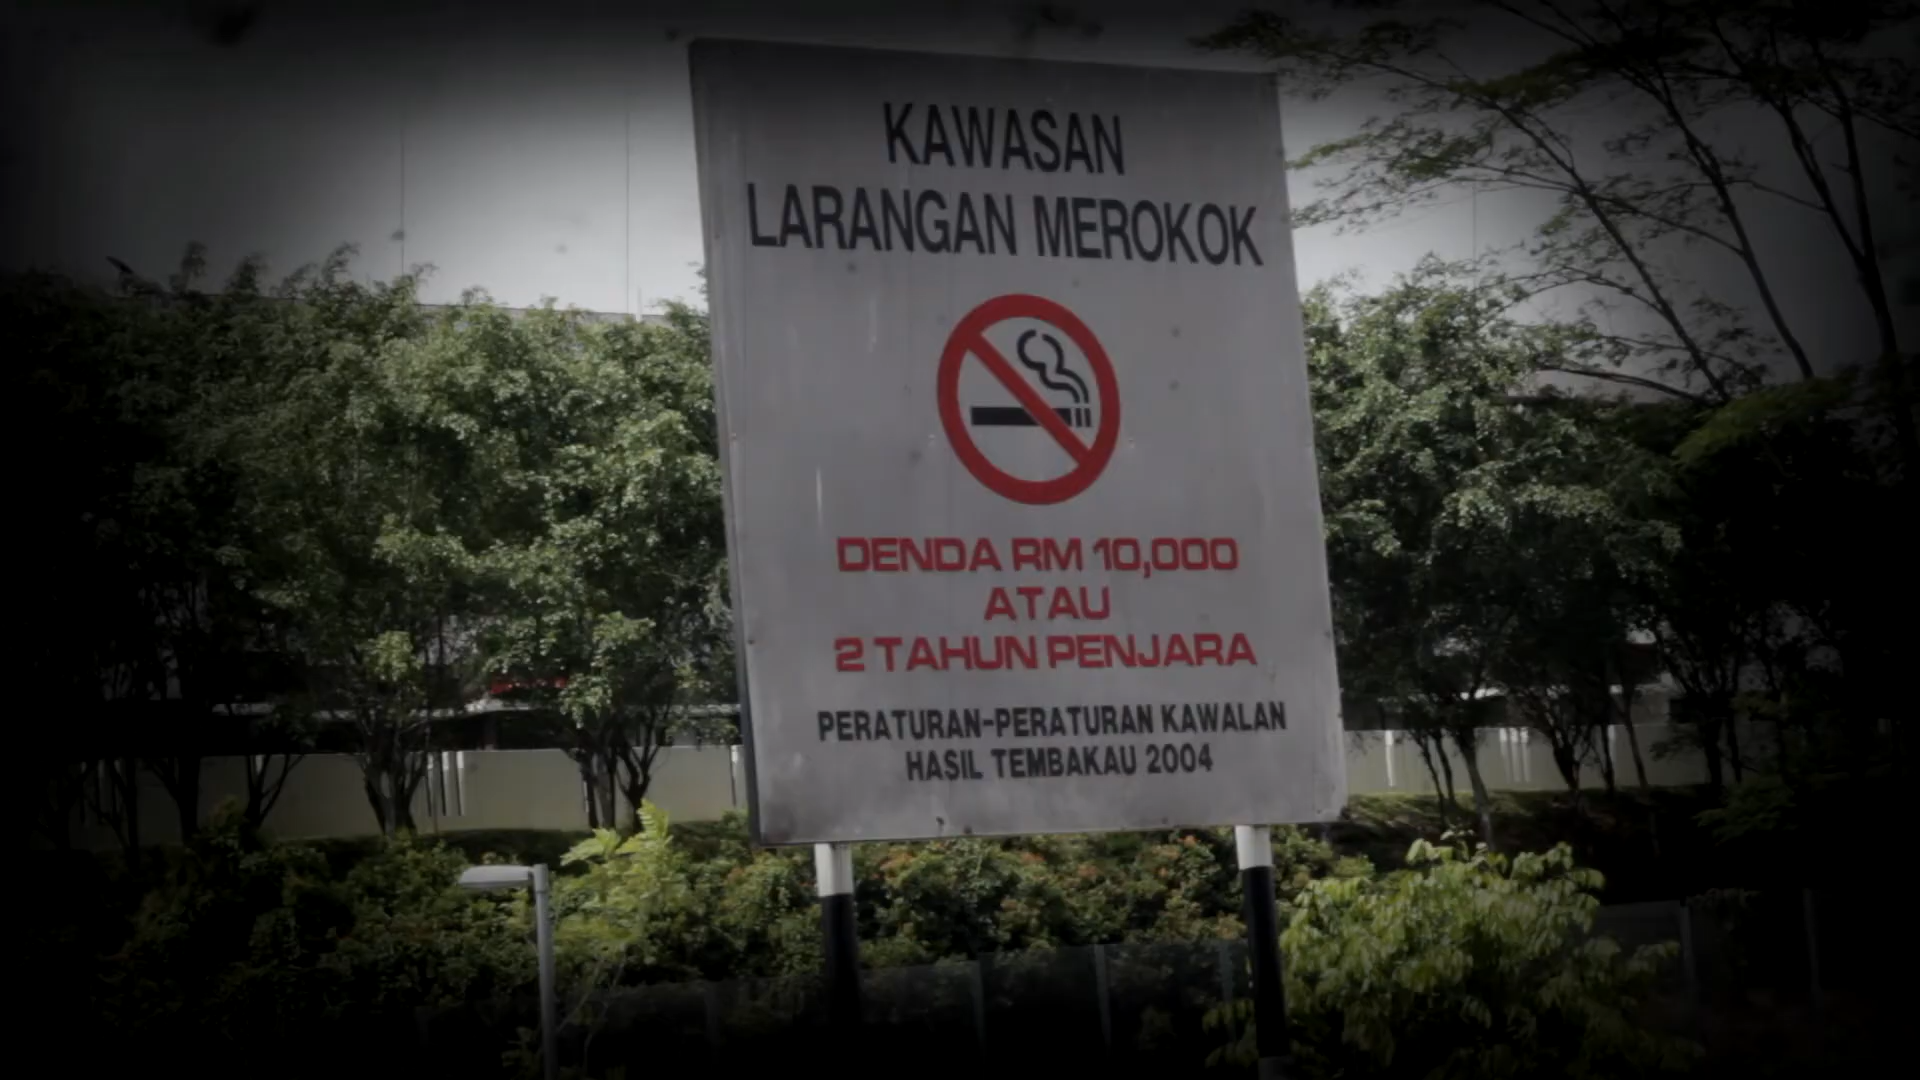 KAWASAN
LARANGAN MEROKOK
DENDA RM 10,000
ATAU
2 TAHUN PENJARA
PERATURAN-PERATURAN KAWALAN
HASIL TEMBAKAU 2004